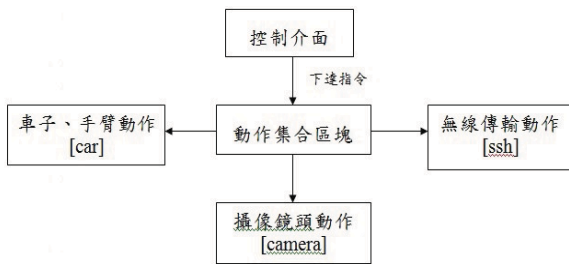 控制介面
下達指令
車子、手臂動作
[car]
動作集合區塊
無線傳輸動作
[ssh]
攝像鏡頭動作
[camera]